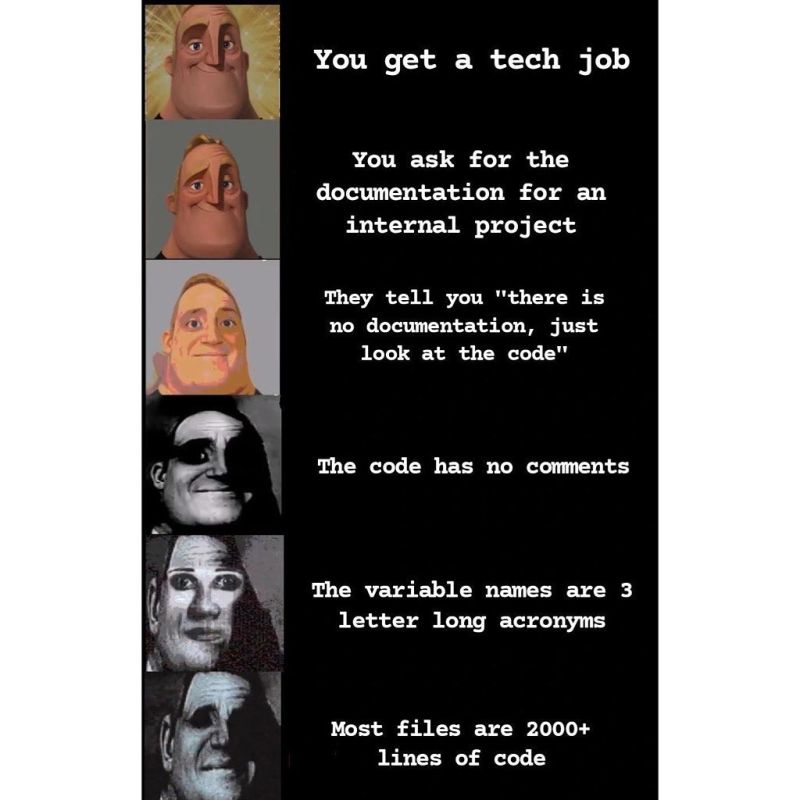 You get a tech job
You ask for the
documentation for an
internal project
They tell you "there is
no documentation, just
look at the code"
The code has no comments
The variable names are 3
letter long acronyms
Most files are 2000+
lines of code